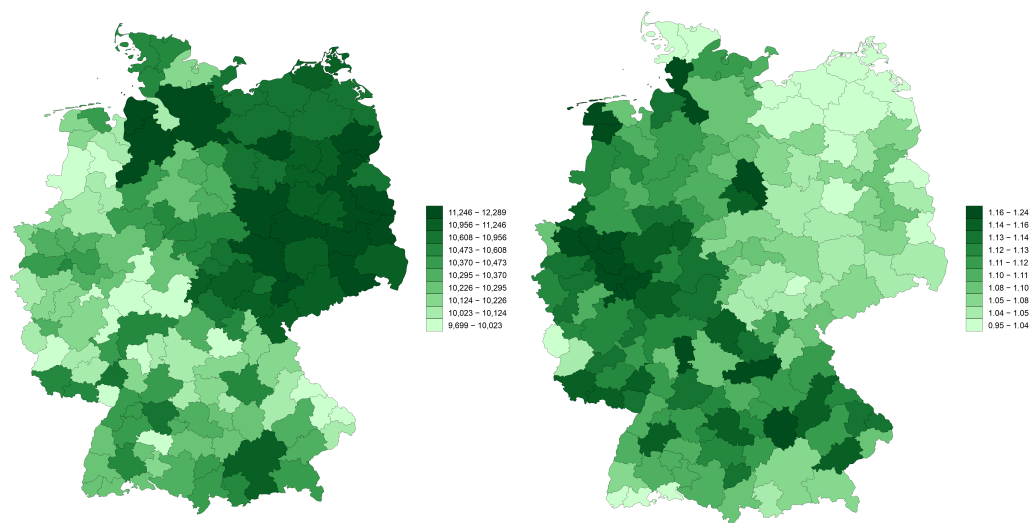 11,246 − 12,289
10,956 − 11,246
10,608 − 10,956
10,473 − 10,608
10,370 − 10,473
10,295 − 10,370
10,226 − 10,295
10,124 − 10,226
10,023 − 10,124
9,699 − 10,023
1.16 − 1.24
1.14 − 1.16
1.13 − 1.14
1.12 − 1.13
1.11 − 1.12
1.10 − 1.11
1.08 − 1.10
1.05 − 1.08
1.04 − 1.05
0.95 − 1.04